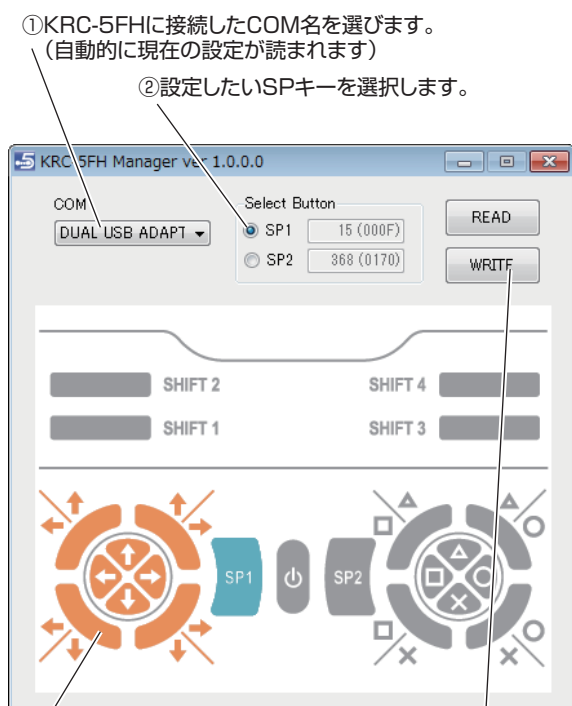 ①KRC-5FHに接続したCOM名を選びます。
（自動的に現在の設定が読まれます）
②設定したいSPキーを選択します。
KRC-5FH Manager ver 1.0.0.0
COM
DUAL USB ADAPT
Select Button
SP1
15 (000F)
SP2
368 (0170)
READ
WRITE
SHIFT 2
SHIFT 4
SHIFT 1
SHIFT 3
SP1
SP2